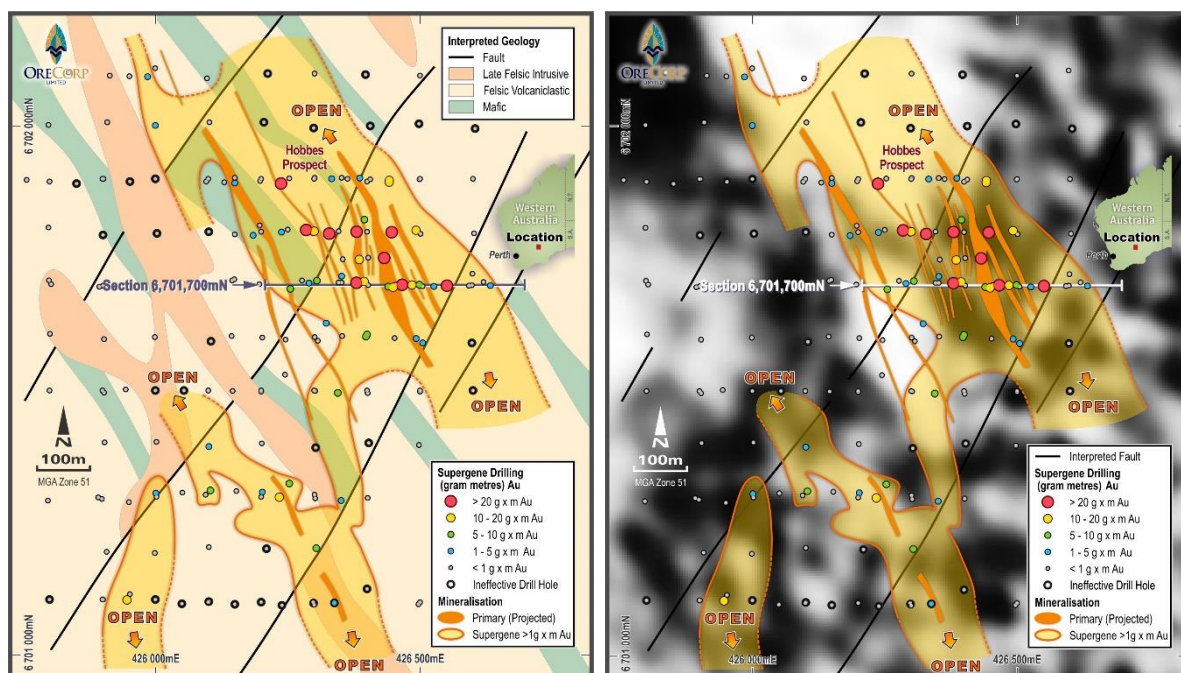 ORECORP
LIMITED
Interpreted Geology
Fault
Late Felsic Intrusive
Felsic Volcaniclastic
Mafic
6 702 000mN
OPEN
Hobbes
Prospect
N.T.
S.A.
Western
Australia
Location
Perth
Section 6,701,700mN
OPEN
OPEN
N
100m
MGA Zone 51
Supergene Drilling
(gram metres) Au
> 20 g x m Au
10 - 20 g x m Au
5 - 10 g x m Au
1 - 5 g x m Au
< 1 g x m Au
Ineffective Drill Hole
Mineralisation
Primary (Projected)
Supergene >1g x m Au
OPEN
OPEN
6 701 000mN
426 000mE
426 500mE
ORECORP
LIMITED
6 702 000mN
OPEN
Hobbes
Prospect
N.T.
S.A.
Western
Australia
Location
Perth
Section 6,701,700mN
OPEN
OPEN
N
100m
MGA Zone 51
Interpreted Fault
Supergene Drilling
(gram metres) Au
> 20 g x m Au
10 - 20 g x m Au
5 - 10 g x m Au
1 - 5 g x m Au
< 1 g x m Au
Ineffective Drill Hole
Mineralisation
Primary (Projected)
Supergene >1g x m Au
OPEN
OPEN
6 701 000mN
426 000mE
426 500mE